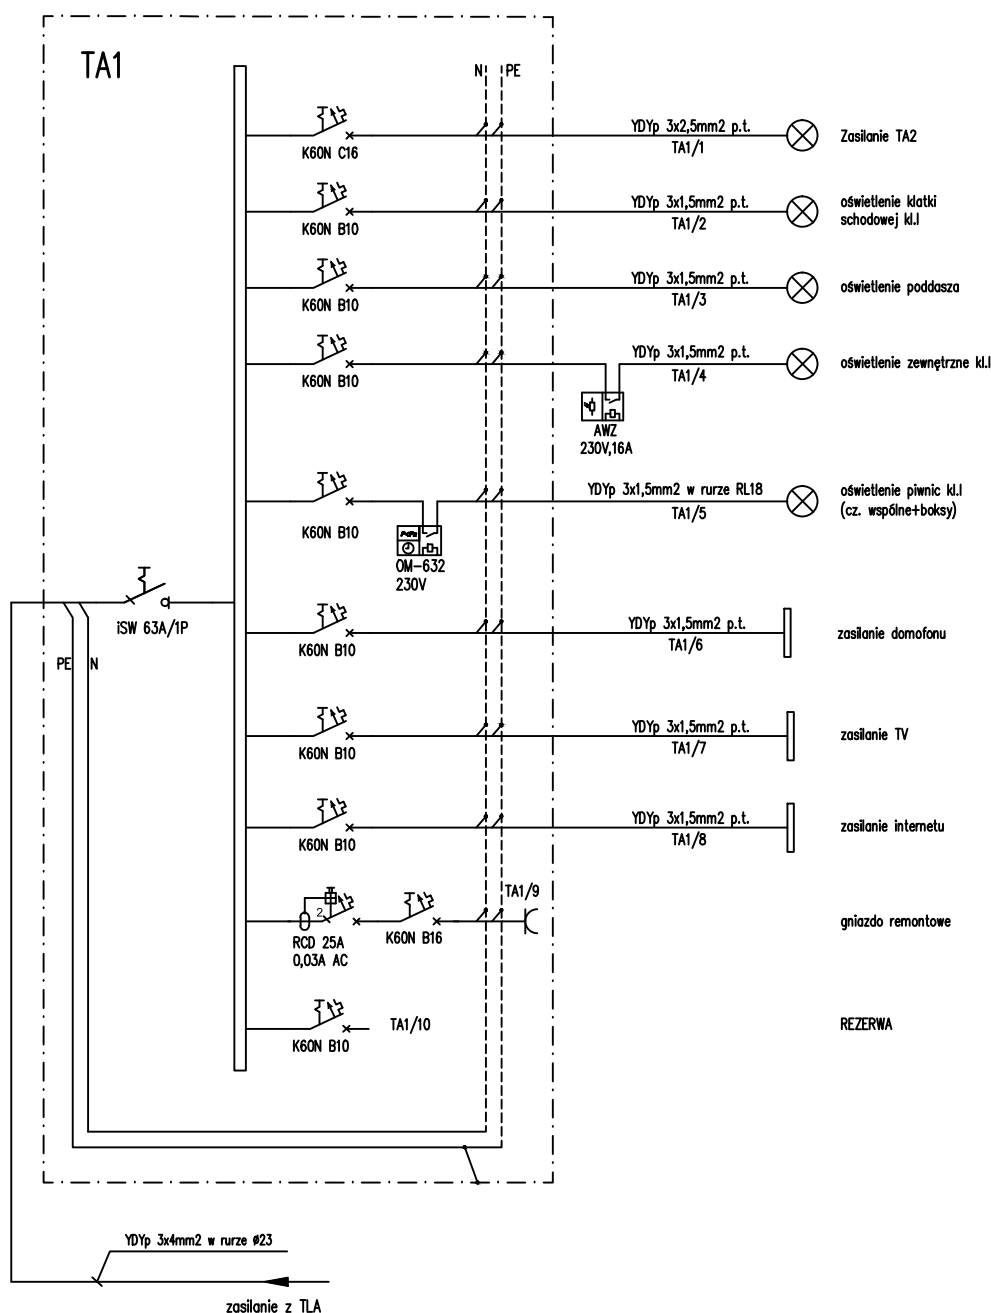 TA1
N
PE
YDYp 3x2,5mm2 p.t.
K60N C16
TA1/1
Zasilanie TA2
YDYp 3x1,5mm2 p.t.
K60N B10
TA1/2
oświetlenie klatki
schodowej kl.I
YDYp 3x1,5mm2 p.t.
K60N B10
TA1/3
oświetlenie poddasza
YDYp 3x1,5mm2 p.t.
K60N B10
TA1/4
oświetlenie zewnętrzne kl.I
AWZ
230V,16A
YDYp 3x1,5mm2 w rurze RL18
K60N B10
TA1/5
oświetlenie piwnic kl.I
(cz. wspólne+boksy)
OM-632
230V
iSW 63A/1P
PE
N
YDYp 3x1,5mm2 p.t.
K60N B10
TA1/6
zasilanie domofonu
YDYp 3x1,5mm2 p.t.
K60N B10
TA1/7
zasilanie TV
YDYp 3x1,5mm2 p.t.
K60N B10
TA1/8
zasilanie internetu
TA1/9
2
RCD 25A
0,03A AC
K60N B16
gniazdo remontowe
K60N B10
TA1/10
REZERWA
YDYp 3x4mm2 w rurze ø23
zasilanie z TLA